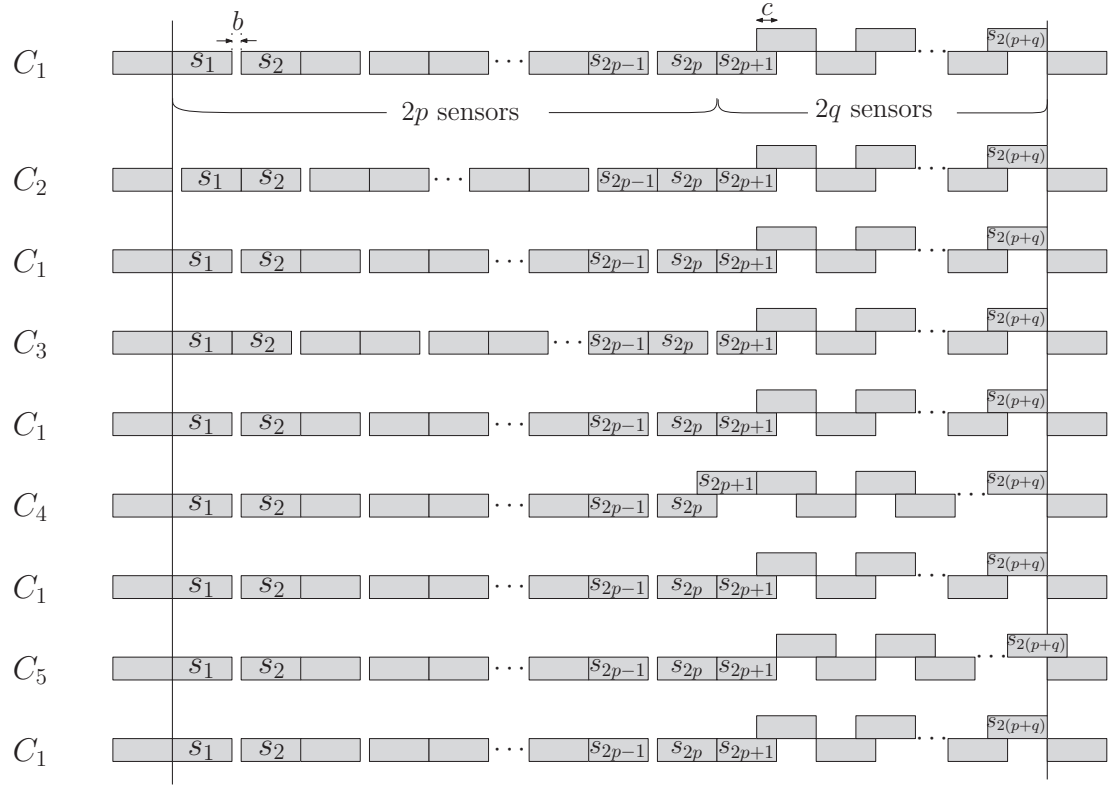 b c
C₁ s₁ s₂ ··· s₂ₚ₋₁ s₂ₚ s₂ₚ₊₁ ··· s₂₍ₚ₊q₎
2p sensors 2q sensors
C₂ s₁ s₂ ··· s₂ₚ₋₁ s₂ₚ s₂ₚ₊₁ ··· s₂₍ₚ₊q₎
C₁ s₁ s₂ ··· s₂ₚ₋₁ s₂ₚ s₂ₚ₊₁ ··· s₂₍ₚ₊q₎
C₃ s₁ s₂ ··· s₂ₚ₋₁ s₂ₚ s₂ₚ₊₁ ··· s₂₍ₚ₊q₎
C₁ s₁ s₂ ··· s₂ₚ₋₁ s₂ₚ s₂ₚ₊₁ ··· s₂₍ₚ₊q₎
C₄ s₁ s₂ ··· s₂ₚ₋₁ s₂ₚ s₂ₚ₊₁ ··· s₂₍ₚ₊q₎
C₁ s₁ s₂ ··· s₂ₚ₋₁ s₂ₚ s₂ₚ₊₁ ··· s₂₍ₚ₊q₎
C₅ s₁ s₂ ··· s₂ₚ₋₁ s₂ₚ s₂ₚ₊₁ ··· s₂₍ₚ₊q₎
C₁ s₁ s₂ ··· s₂ₚ₋₁ s₂ₚ s₂ₚ₊₁ ··· s₂₍ₚ₊q₎